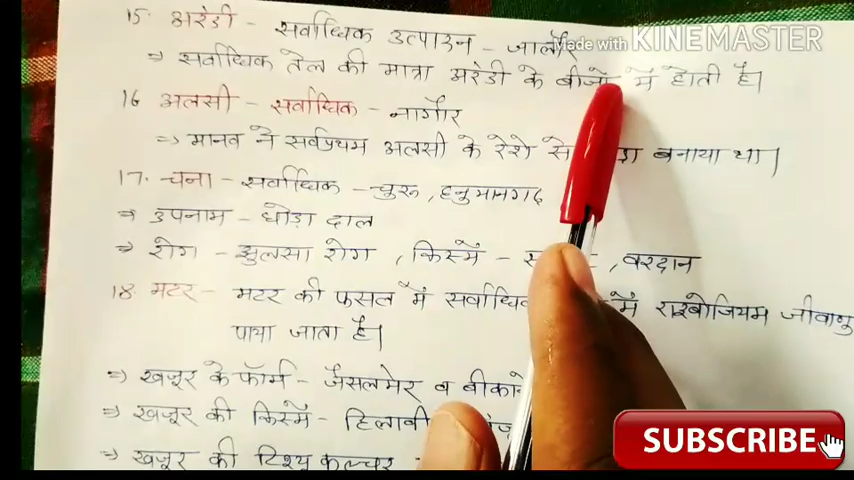 15. अरेडी - सर्वाधिक उत्पादन - जालौर
Made with KINEMASTER
⇒ सर्वाधिक तेल की मात्रा अरेडी के बीजों में होती है।
16 अलसी - सर्वाधिक - नागौर
⇒ मानव ने सर्वप्रथम अलसी के रेशे से बनाया था।
17. चना - सर्वाधिक - चुरू, हनुमानगढ
⇒ उपनाम - घोड़ा दाल
⇒ रोग - झुलसा रोग , किस्में - , वरदान
18. मटर - मटर की फसल में सर्वाधिक में राइबोजियम जीवाणु
पाया जाता है।
⇒ खजूर के फॉर्म - जैसलमेर व
⇒ खजूर की किस्में - हिलावी
⇒ खजूर की टिश्यू कल्चर
SUBSCRIBE